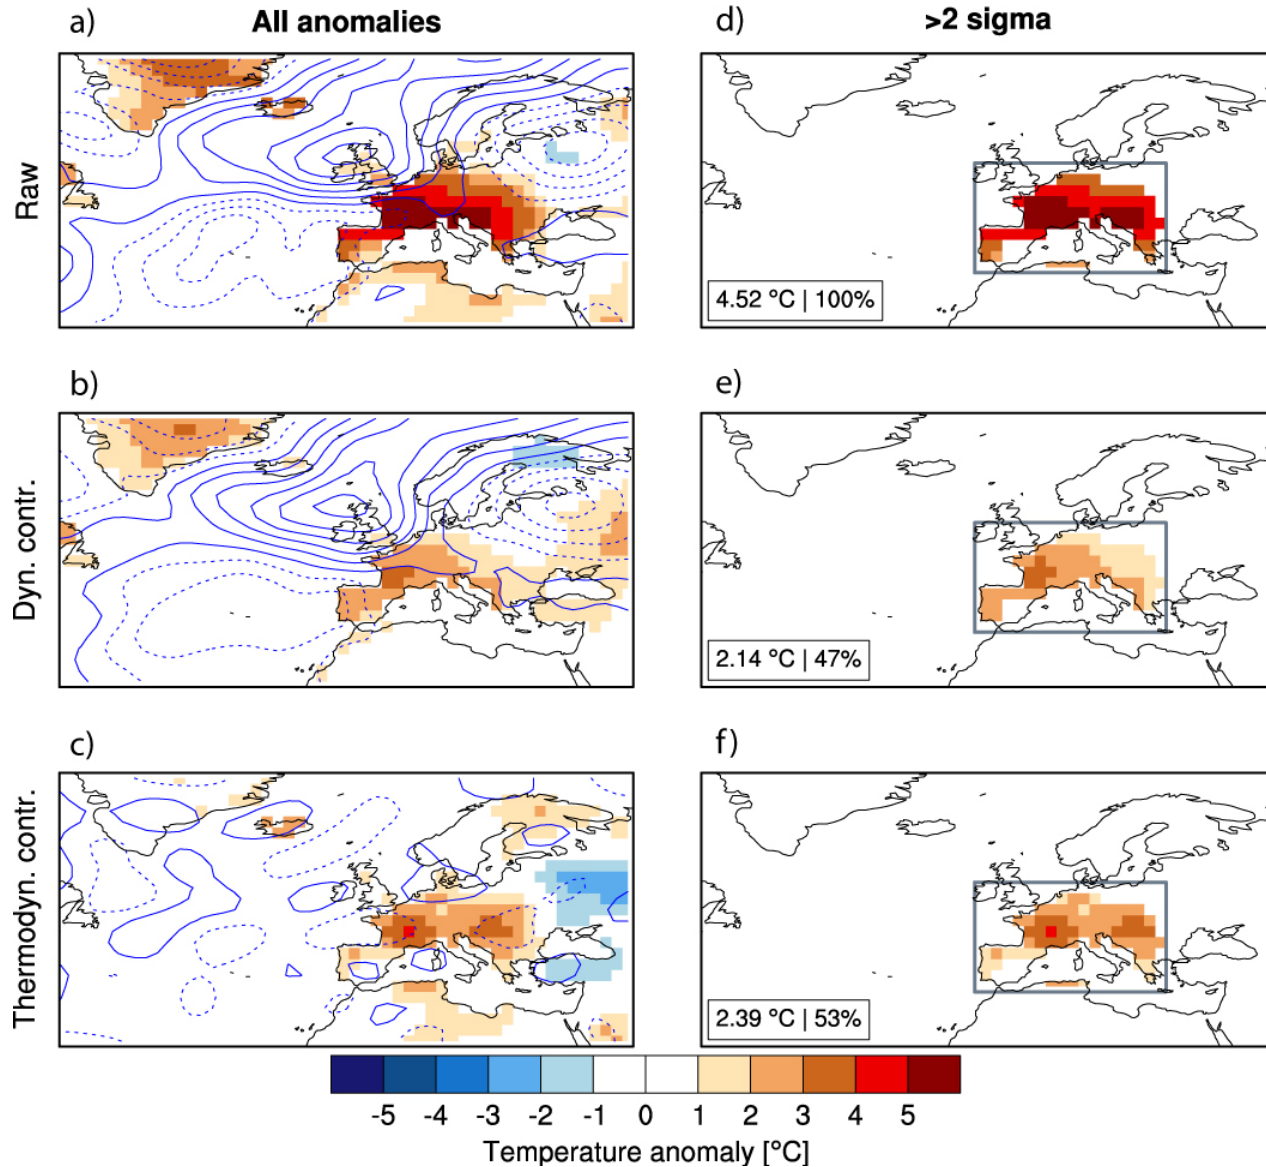 a) All anomalies d) >2 sigma
Raw
4.52 °C | 100%
b) e)
Dyn. contr.
2.14 °C | 47%
c) f)
Thermodyn. contr.
2.39 °C | 53%
-5 -4 -3 -2 -1 0 1 2 3 4 5
Temperature anomaly [°C]